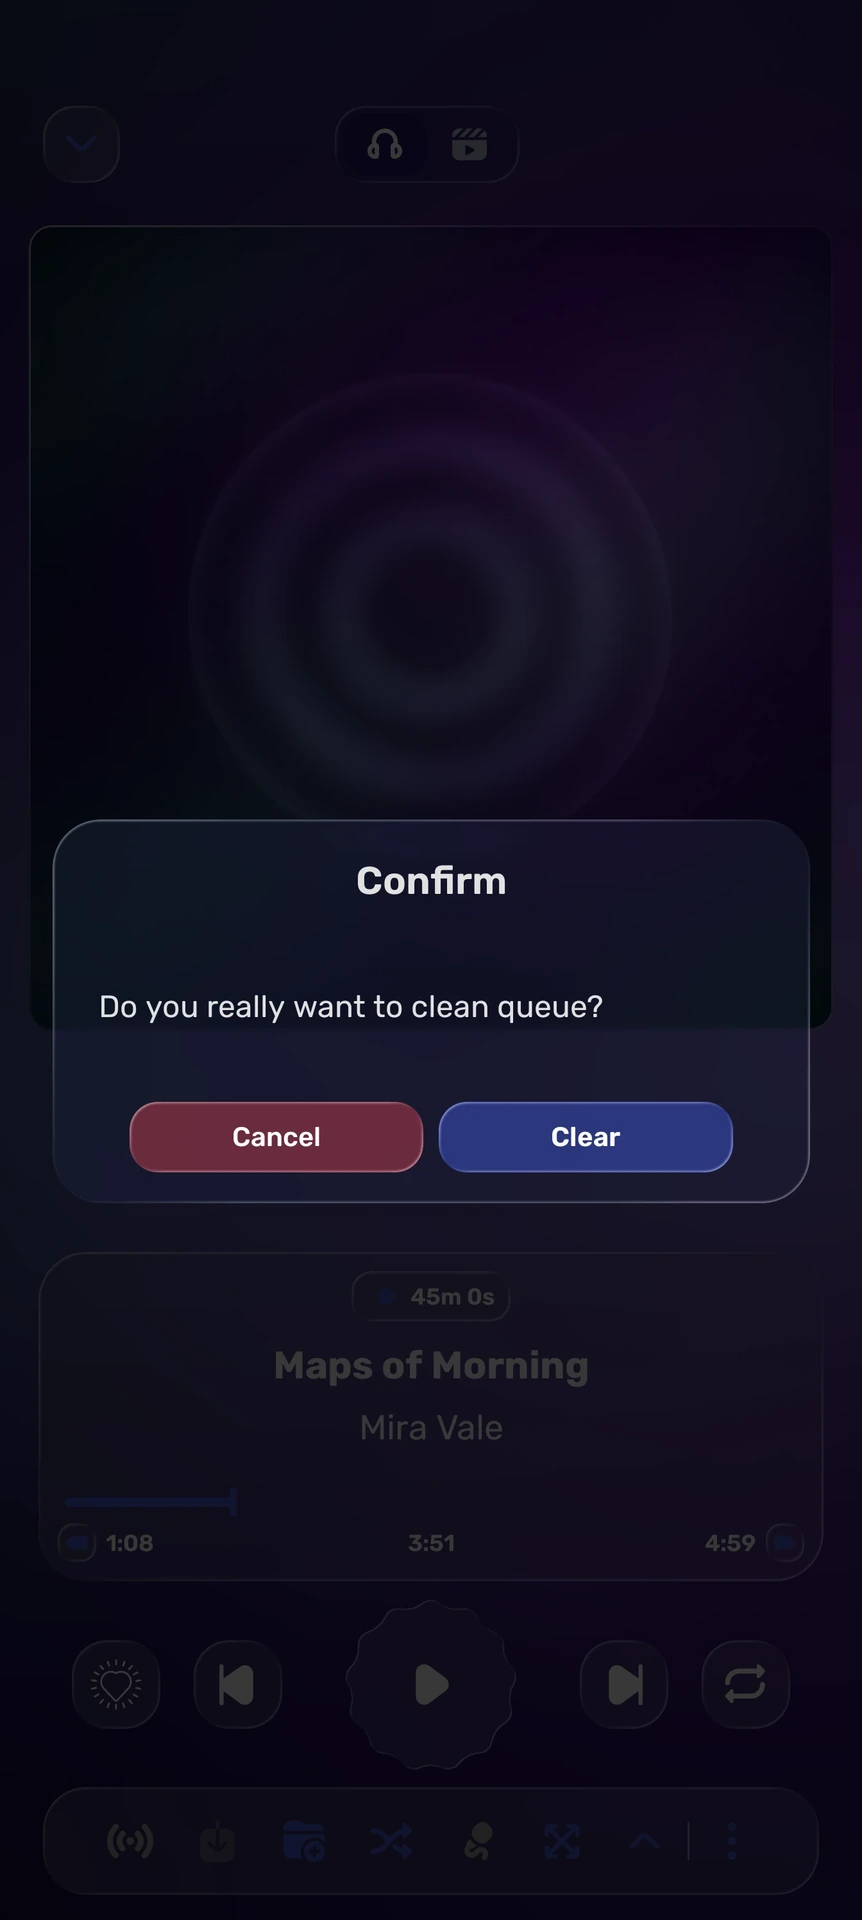 Confirm
Do you really want to clean queue?
Cancel
Clear
45m 0s
Maps of Morning
Mira Vale
1:08
3:51
4:59